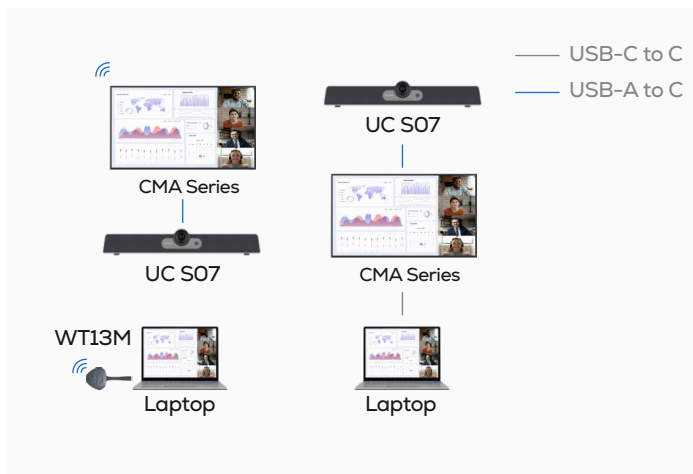 USB-C to C
USB-A to C
CMA Series
UC S07
WT13M
Laptop
UC S07
CMA Series
Laptop